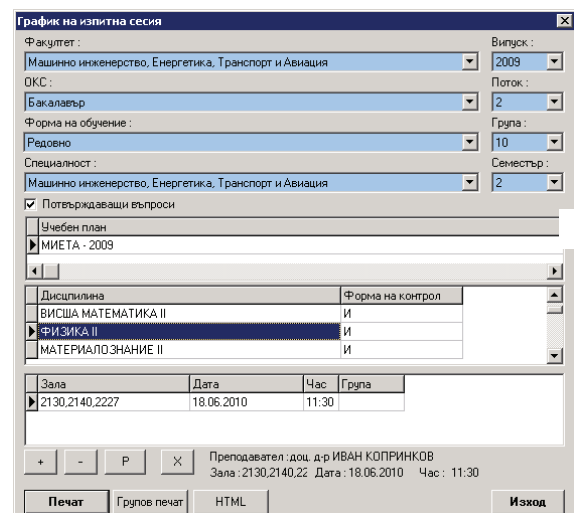 График на изпитна сесия
Факултет :
Випуск :
Машинно инженерство, Енергетика, Транспорт и Авиация
2009
ОКС :
Поток :
Бакалавър
2
Форма на обучение :
Група :
Редовно
10
Специалност :
Семестър :
Машинно инженерство, Енергетика, Транспорт и Авиация
2
Потвърждаващи въпроси
Учебен план
МИЕТА - 2009
Дисцпилина Форма на контрол
ВИСША МАТЕМАТИКА II И
ФИЗИКА II И
МАТЕРИАЛОЗНАНИЕ II И
Зала Дата Час Група
2130,2140,2227 18.06.2010 11:30
+ - P X
Преподавател :доц. д-р ИВАН КОПРИНКОВ
Зала : 2130,2140,22 Дата : 18.06.2010 Час : 11:30
Печат Групов печат HTML Изход